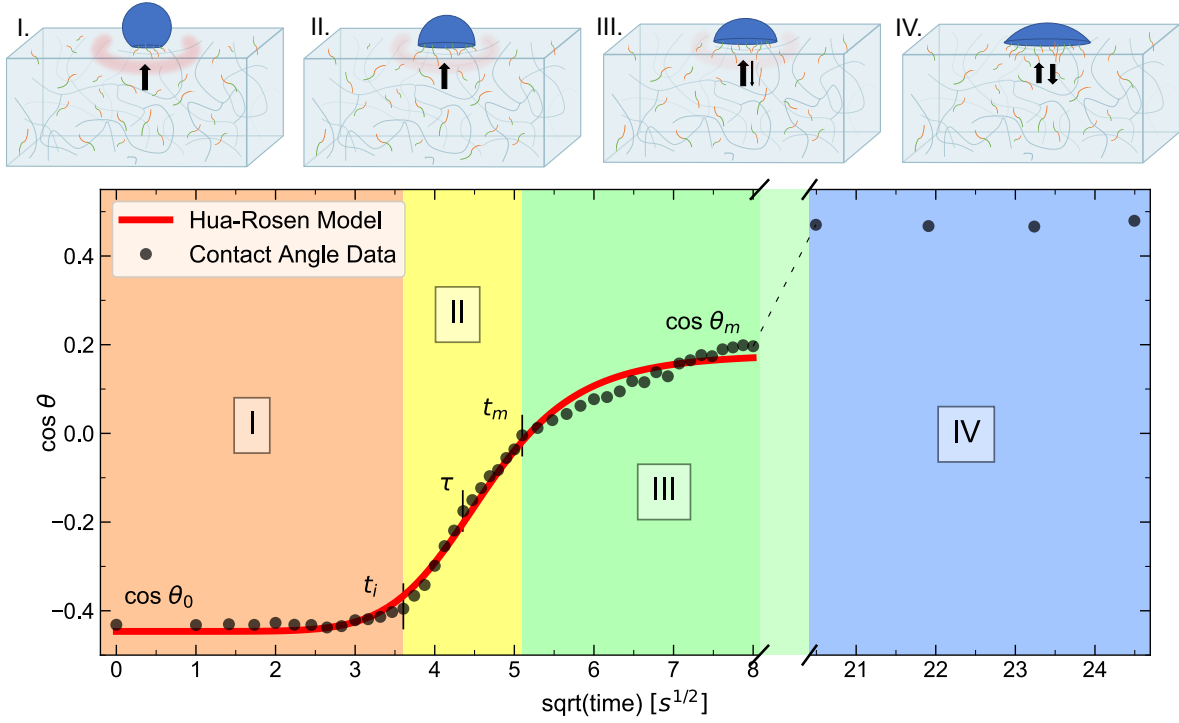 I.
II.
III.
IV.
Hua-Rosen Model
Contact Angle Data
I
II
III
IV
cos θ₀
tᵢ
τ
tₘ
cos θₘ
cos θ
0.4
0.2
0.0
−0.2
−0.4
0 1 2 3 4 5 6 7 8 21 22 23 24
sqrt(time) [s^{1/2}]